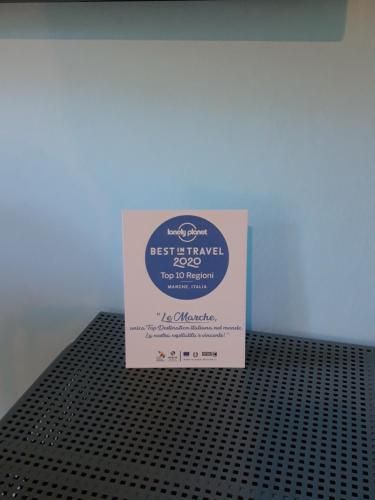 lonely planet
BEST IN TRAVEL
2020
Top 10 Regioni
MARCHE, ITALIA
"Le Marche,
unica Top Destination italiana nel mondo.
La nostra ospitalità è vincente!"